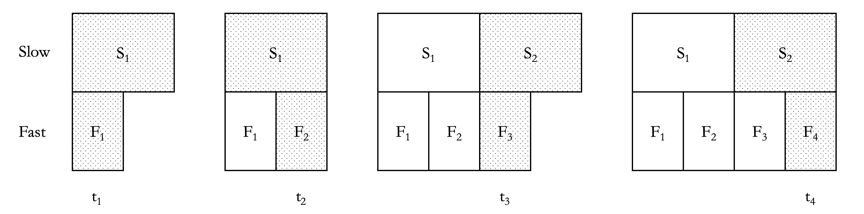 Slow S₁ S₁ S₁ S₂ S₁ S₂
Fast F₁ F₁ F₂ F₁ F₂ F₃ F₁ F₂ F₃ F₄
t₁ t₂ t₃ t₄